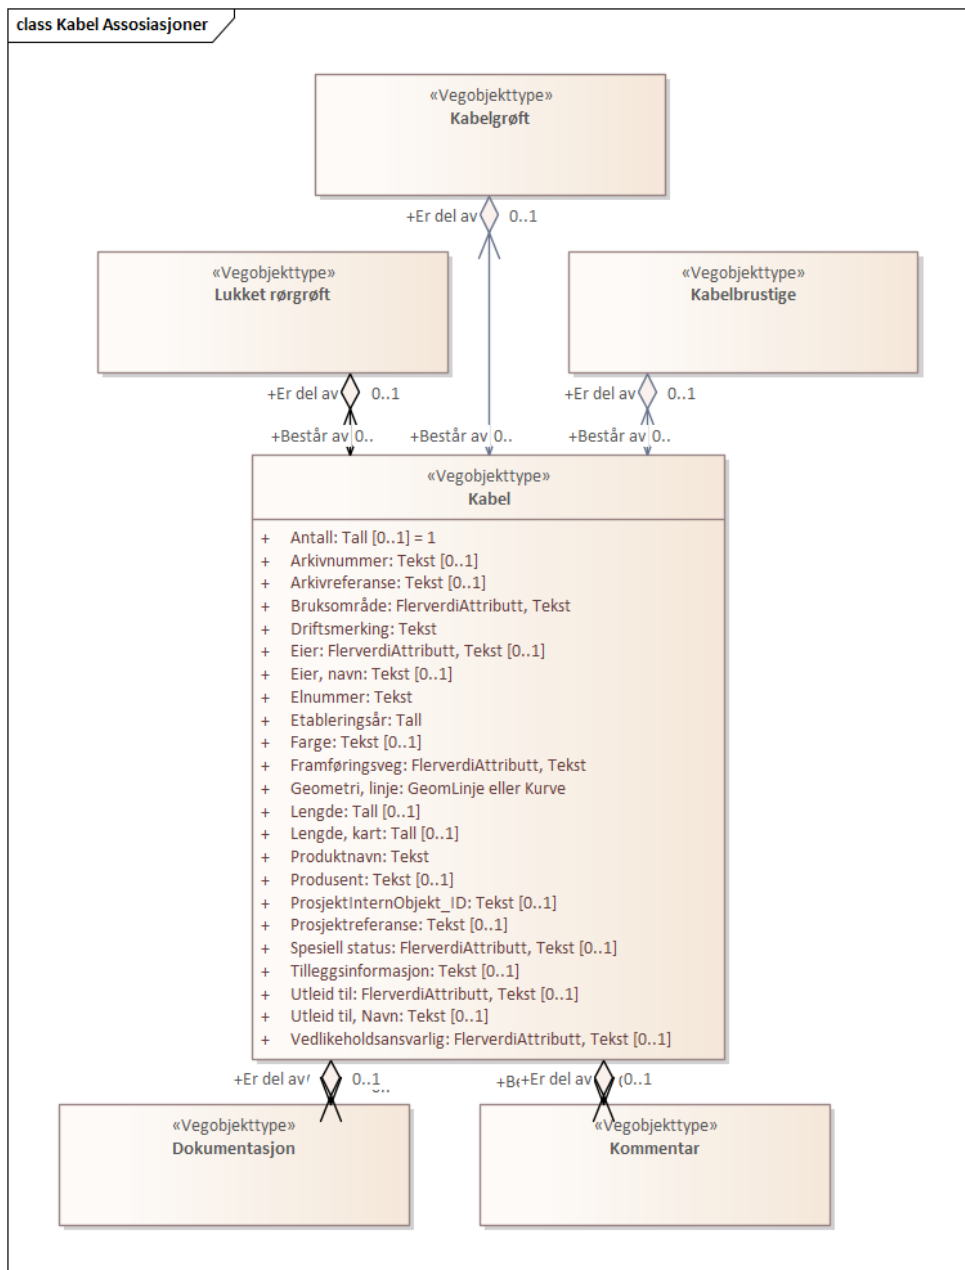 class Kabel Assosiasjoner
«Vegobjekttype»
Kabelgrøft
+Er del av 0..1
«Vegobjekttype»
Lukket rørgrøft
«Vegobjekttype»
Kabelbrustige
+Er del av 0..1
+Er del av 0..1
+Består av 0..
+Består av 0..
+Består av 0..
«Vegobjekttype»
Kabel
+ Antall: Tall [0..1] = 1
+ Arkivnummer: Tekst [0..1]
+ Arkivreferanse: Tekst [0..1]
+ Bruksområde: FlerverdiAttributt, Tekst
+ Driftsmerking: Tekst
+ Eier: FlerverdiAttributt, Tekst [0..1]
+ Eier, navn: Tekst [0..1]
+ Elnummer: Tekst
+ Etableringsår: Tall
+ Farge: Tekst [0..1]
+ Framføringsveg: FlerverdiAttributt, Tekst
+ Geometri, linje: GeomLinje eller Kurve
+ Lengde: Tall [0..1]
+ Lengde, kart: Tall [0..1]
+ Produktnavn: Tekst
+ Produsent: Tekst [0..1]
+ ProsjektInternObjekt_ID: Tekst [0..1]
+ Prosjektreferanse: Tekst [0..1]
+ Spesiell status: FlerverdiAttributt, Tekst [0..1]
+ Tilleggsinformasjon: Tekst [0..1]
+ Utleid til: FlerverdiAttributt, Tekst [0..1]
+ Utleid til, Navn: Tekst [0..1]
+ Vedlikeholdsansvarlig: FlerverdiAttributt, Tekst [0..1]
+Er del av 0..1
+Er del av 0..1
«Vegobjekttype»
Dokumentasjon
«Vegobjekttype»
Kommentar